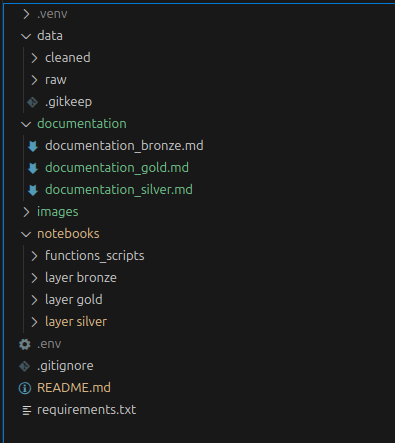 .venv
data
cleaned
raw
.gitkeep
documentation
documentation_bronze.md
documentation_gold.md
documentation_silver.md
images
notebooks
functions_scripts
layer bronze
layer gold
layer silver
.env
.gitignore
README.md
requirements.txt